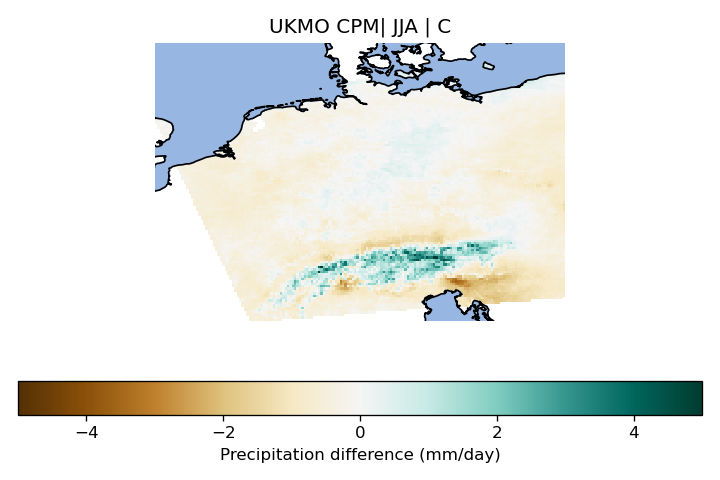 UKMO CPM| JJA | C
−4 −2 0 2 4
Precipitation difference (mm/day)